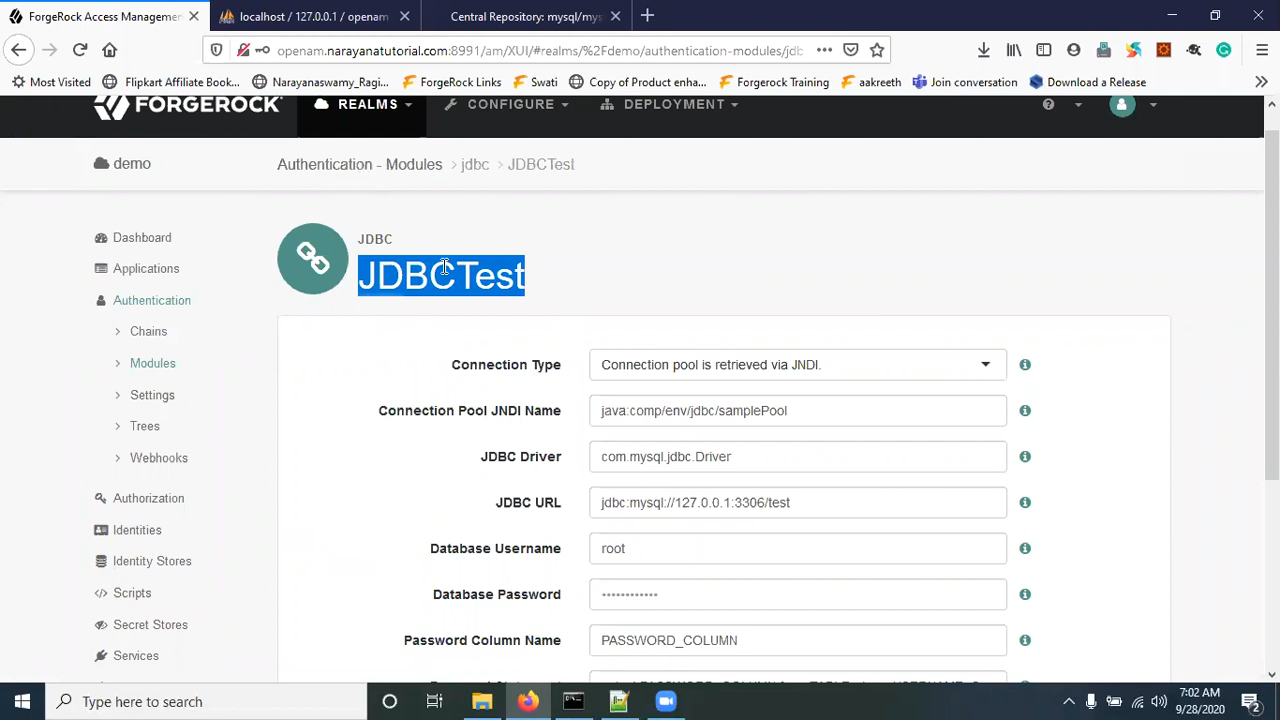 ForgeRock Access Managemen
localhost / 127.0.0.1 / openam
Central Repository: mysql/mys
openam.narayanatutorial.com:8991/am/XUI/#realms/%2Fdemo/authentication-modules/jdb
Most Visited
Flipkart Affiliate Book...
Narayanaswamy_Ragi...
ForgeRock Links
Swati
Copy of Product enha...
Forgerock Training
aakreeth
Join conversation
Download a Release
FORGEROCK
REALMS
CONFIGURE
DEPLOYMENT
demo
Authentication - Modules > jdbc > JDBCTest
Dashboard
Applications
Authentication
Chains
Modules
Settings
Trees
Webhooks
Authorization
Identities
Identity Stores
Scripts
Secret Stores
Services
JDBC
JDBCTest
Connection Type
Connection pool is retrieved via JNDI.
Connection Pool JNDI Name
java:comp/env/jdbc/samplePool
JDBC Driver
com.mysql.jdbc.Driver
JDBC URL
jdbc:mysql://127.0.0.1:3306/test
Database Username
root
Database Password
••••••••••••
Password Column Name
PASSWORD_COLUMN
Type here to search
7:02 AM
9/28/2020
2